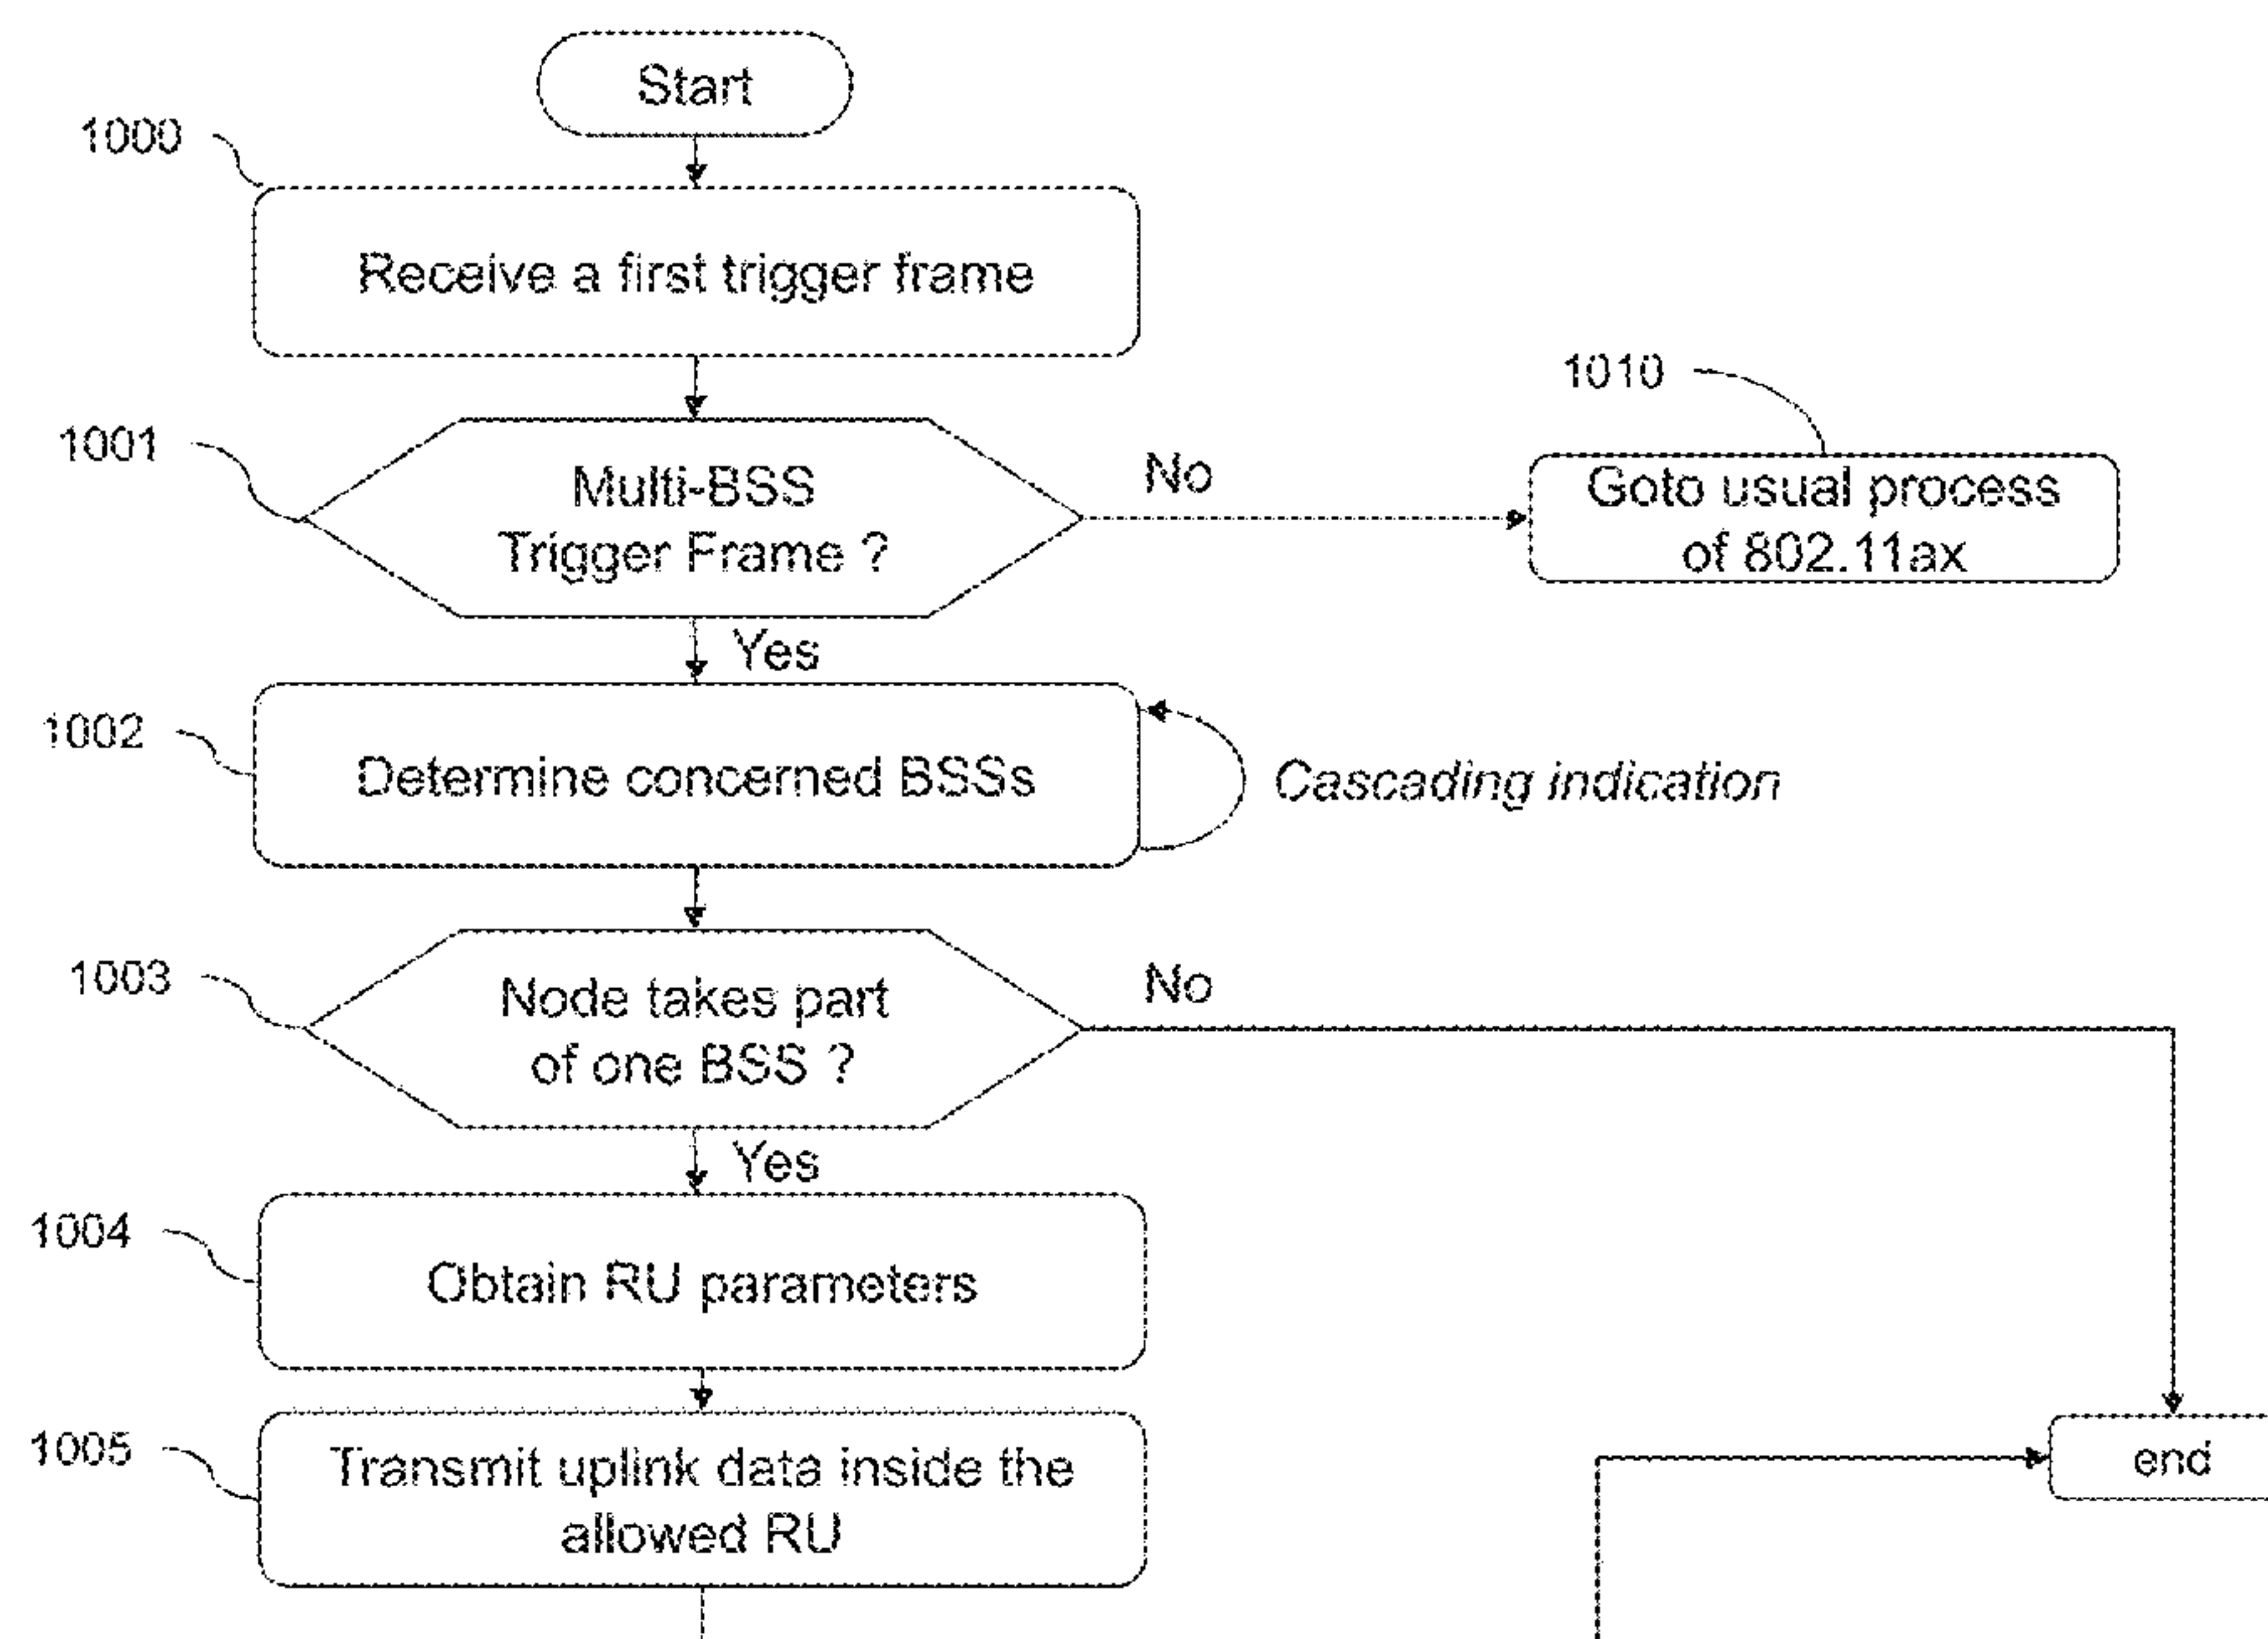 Start
1000
Receive a first trigger frame
1010
1001
Multi-BSS
Trigger Frame ?
No
Goto usual process
of 802.11ax
Yes
1002
Determine concerned BSSs
Cascading indication
1003
Node takes part
of one BSS ?
No
Yes
1004
Obtain RU parameters
1005
Transmit uplink data inside the
allowed RU
end